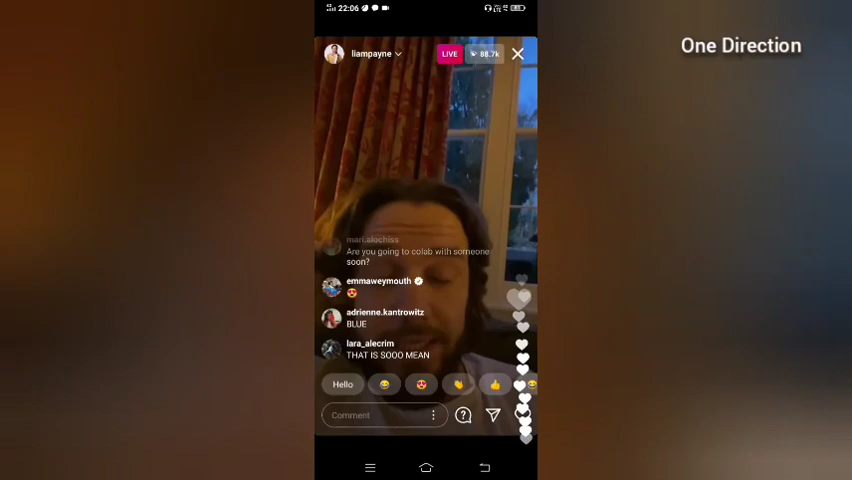 22:06
One Direction
liampayne
LIVE
88.7k
mari.alochiss
Are you going to colab with someone
soon?
emmaweymouth
BLUE
adrienne.kantrowitz
lara_alecrim
THAT IS SOOO MEAN
Hello
Comment